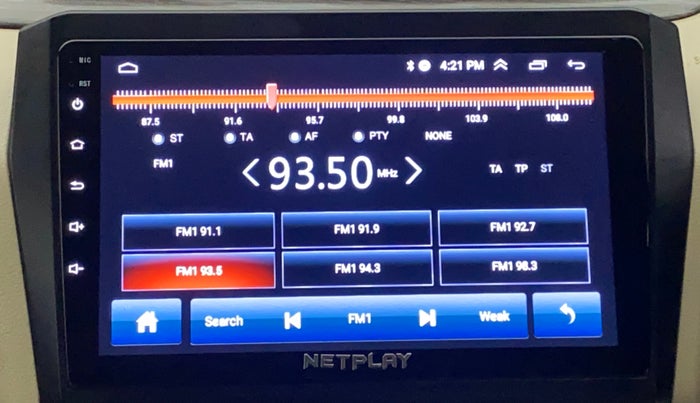 MIC
4:21 PM
RST
87.5 91.6 95.7 99.8 103.9 108.0
ST TA AF PTY NONE
FM1 93.50 MHz TA TP ST
FM1 91.1 FM1 91.9 FM1 92.7
FM1 93.5 FM1 94.3 FM1 98.3
Search FM1 Weak
NETPLAY